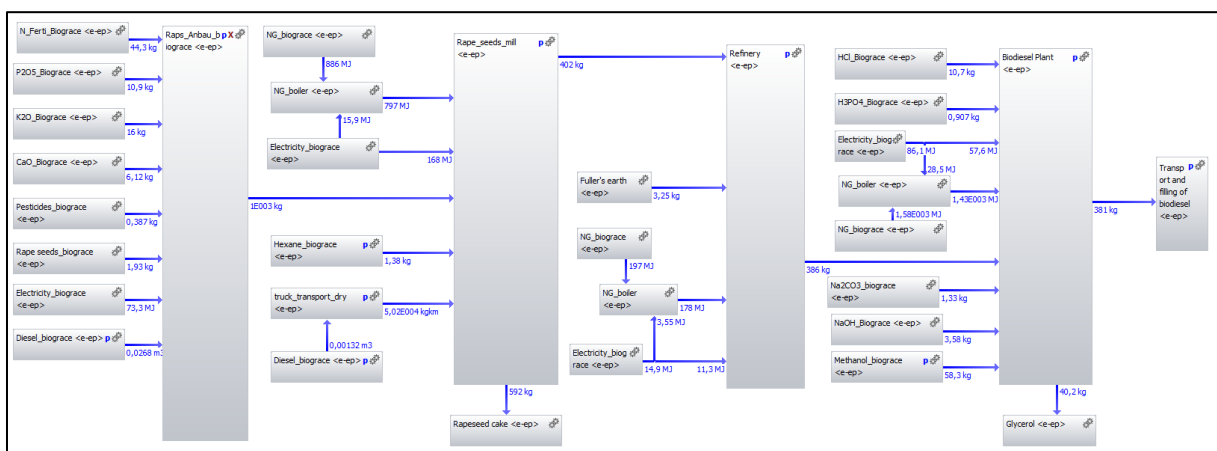 N_Ferti_Biograce <e-ep>
44,3 kg
P2O5_Biograce <e-ep>
10,9 kg
K2O_Biograce <e-ep>
16 kg
CaO_Biograce <e-ep>
6,12 kg
Pesticides_biograce
<e-ep>
0,387 kg
Rape seeds_biograce
<e-ep>
1,93 kg
Electricity_biograce
<e-ep>
73,3 MJ
Diesel_biograce <e-ep> p
0,0268 m3
Raps_Anbau_b p X
iograce <e-ep>
1E003 kg
NG_biograce <e-ep>
886 MJ
NG_boiler <e-ep>
797 MJ
15,9 MJ
Electricity_biograce
<e-ep>
168 MJ
Hexane_biograce p
<e-ep>
1,38 kg
truck_transport_dry p
<e-ep>
5,02E004 kgkm
0,00132 m3
Diesel_biograce <e-ep> p
Rape_seeds_mill p
<e-ep>
402 kg
592 kg
Rapeseed cake <e-ep>
Fuller's earth
<e-ep>
3,25 kg
NG_biograce
<e-ep>
197 MJ
NG_boiler
<e-ep>
178 MJ
3,55 MJ
Electricity_biog
race <e-ep>
14,9 MJ
11,3 MJ
Refinery p
<e-ep>
386 kg
HCl_Biograce <e-ep>
10,7 kg
H3PO4_Biograce <e-ep>
0,907 kg
Electricity_biog
race <e-ep>
86,1 MJ
57,6 MJ
28,5 MJ
NG_boiler <e-ep>
1,43E003 MJ
1,58E003 MJ
NG_biograce <e-ep>
Na2CO3_biograce
<e-ep>
1,33 kg
NaOH_Biograce <e-ep>
3,58 kg
Methanol_biograce p
<e-ep>
58,3 kg
Biodiesel Plant p
<e-ep>
381 kg
40,2 kg
Glycerol <e-ep>
Transp p
ort and
filling of
biodiesel
<e-ep>